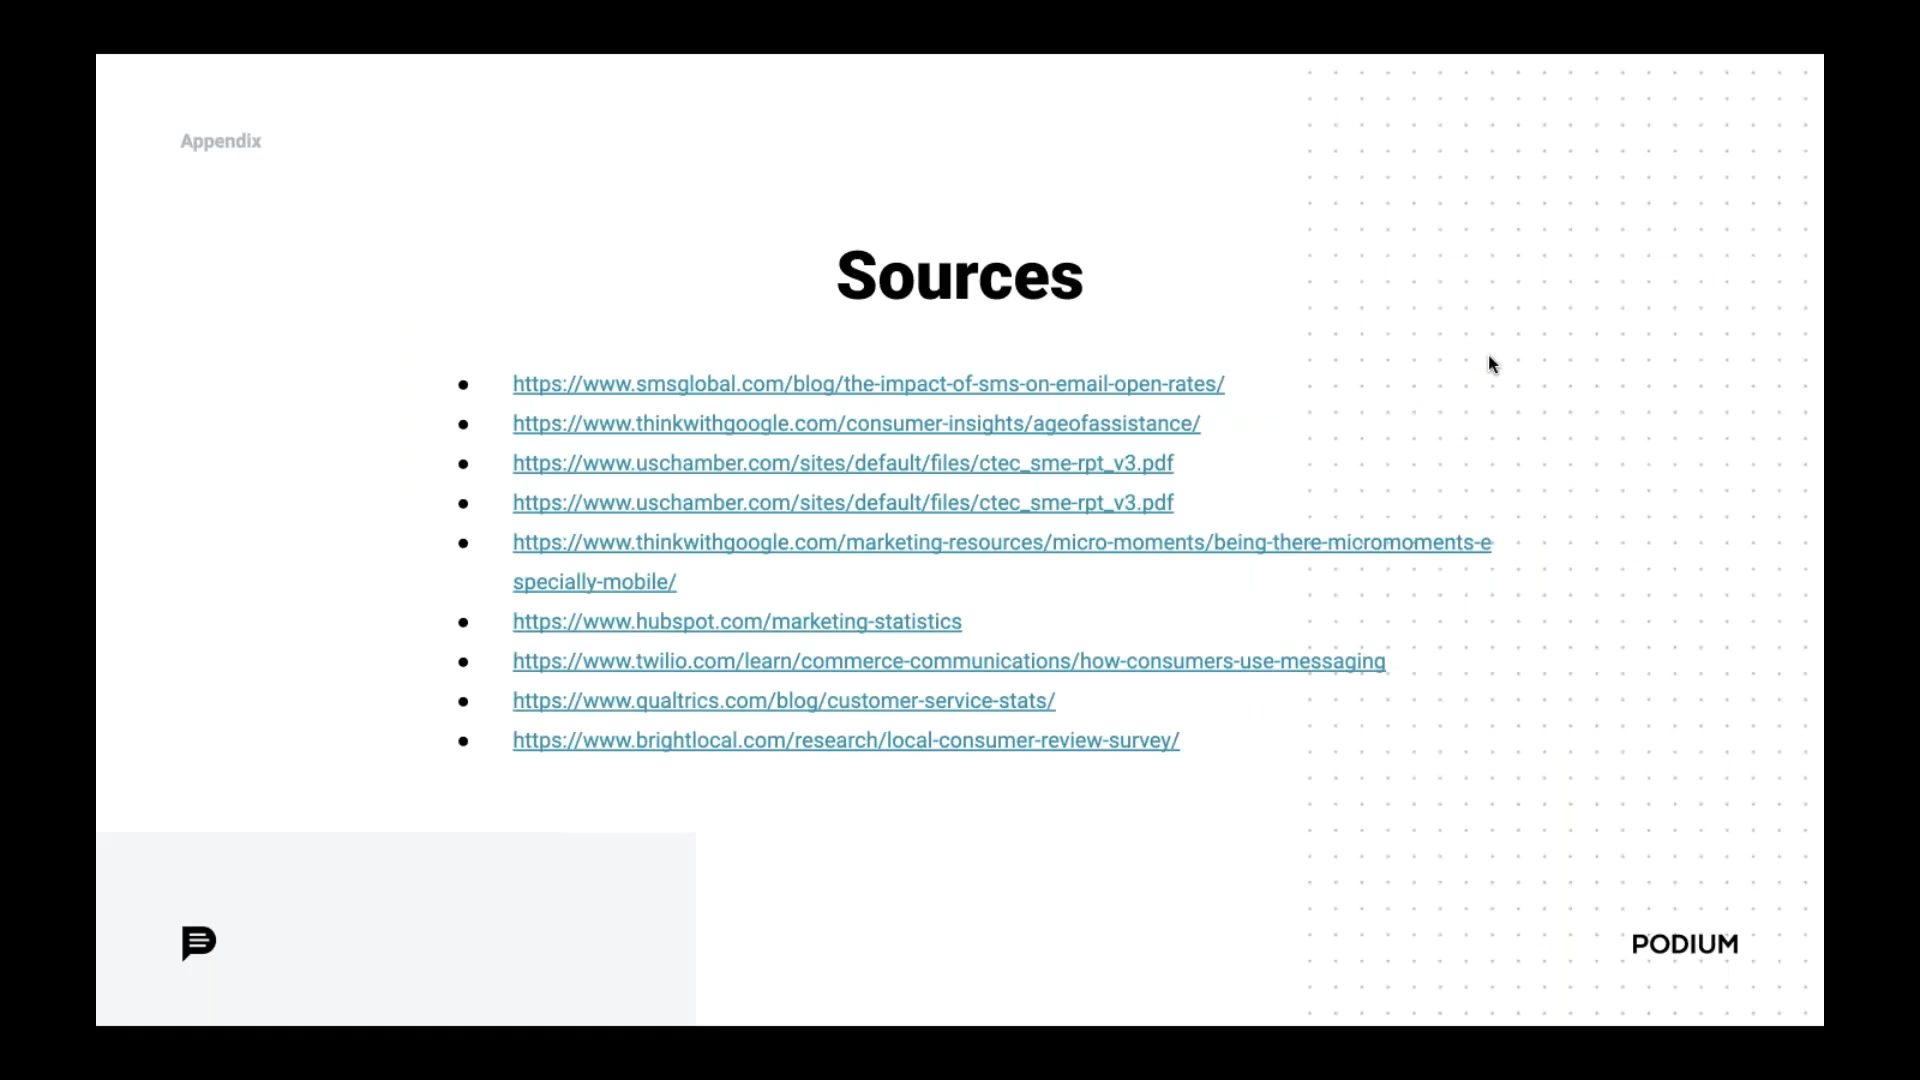 Appendix
Sources
● https://www.smsglobal.com/blog/the-impact-of-sms-on-email-open-rates/
● https://www.thinkwithgoogle.com/consumer-insights/ageofassistance/
● https://www.uschamber.com/sites/default/files/ctec_sme-rpt_v3.pdf
● https://www.uschamber.com/sites/default/files/ctec_sme-rpt_v3.pdf
● https://www.thinkwithgoogle.com/marketing-resources/micro-moments/being-there-micromoments-e
specially-mobile/
● https://www.hubspot.com/marketing-statistics
● https://www.twilio.com/learn/commerce-communications/how-consumers-use-messaging
● https://www.qualtrics.com/blog/customer-service-stats/
● https://www.brightlocal.com/research/local-consumer-review-survey/
PODIUM